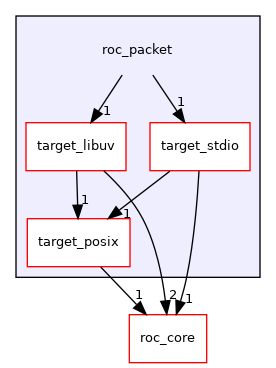 roc_packet
1
1
target_libuv
target_stdio
1
1
target_posix
1
2
1
roc_core